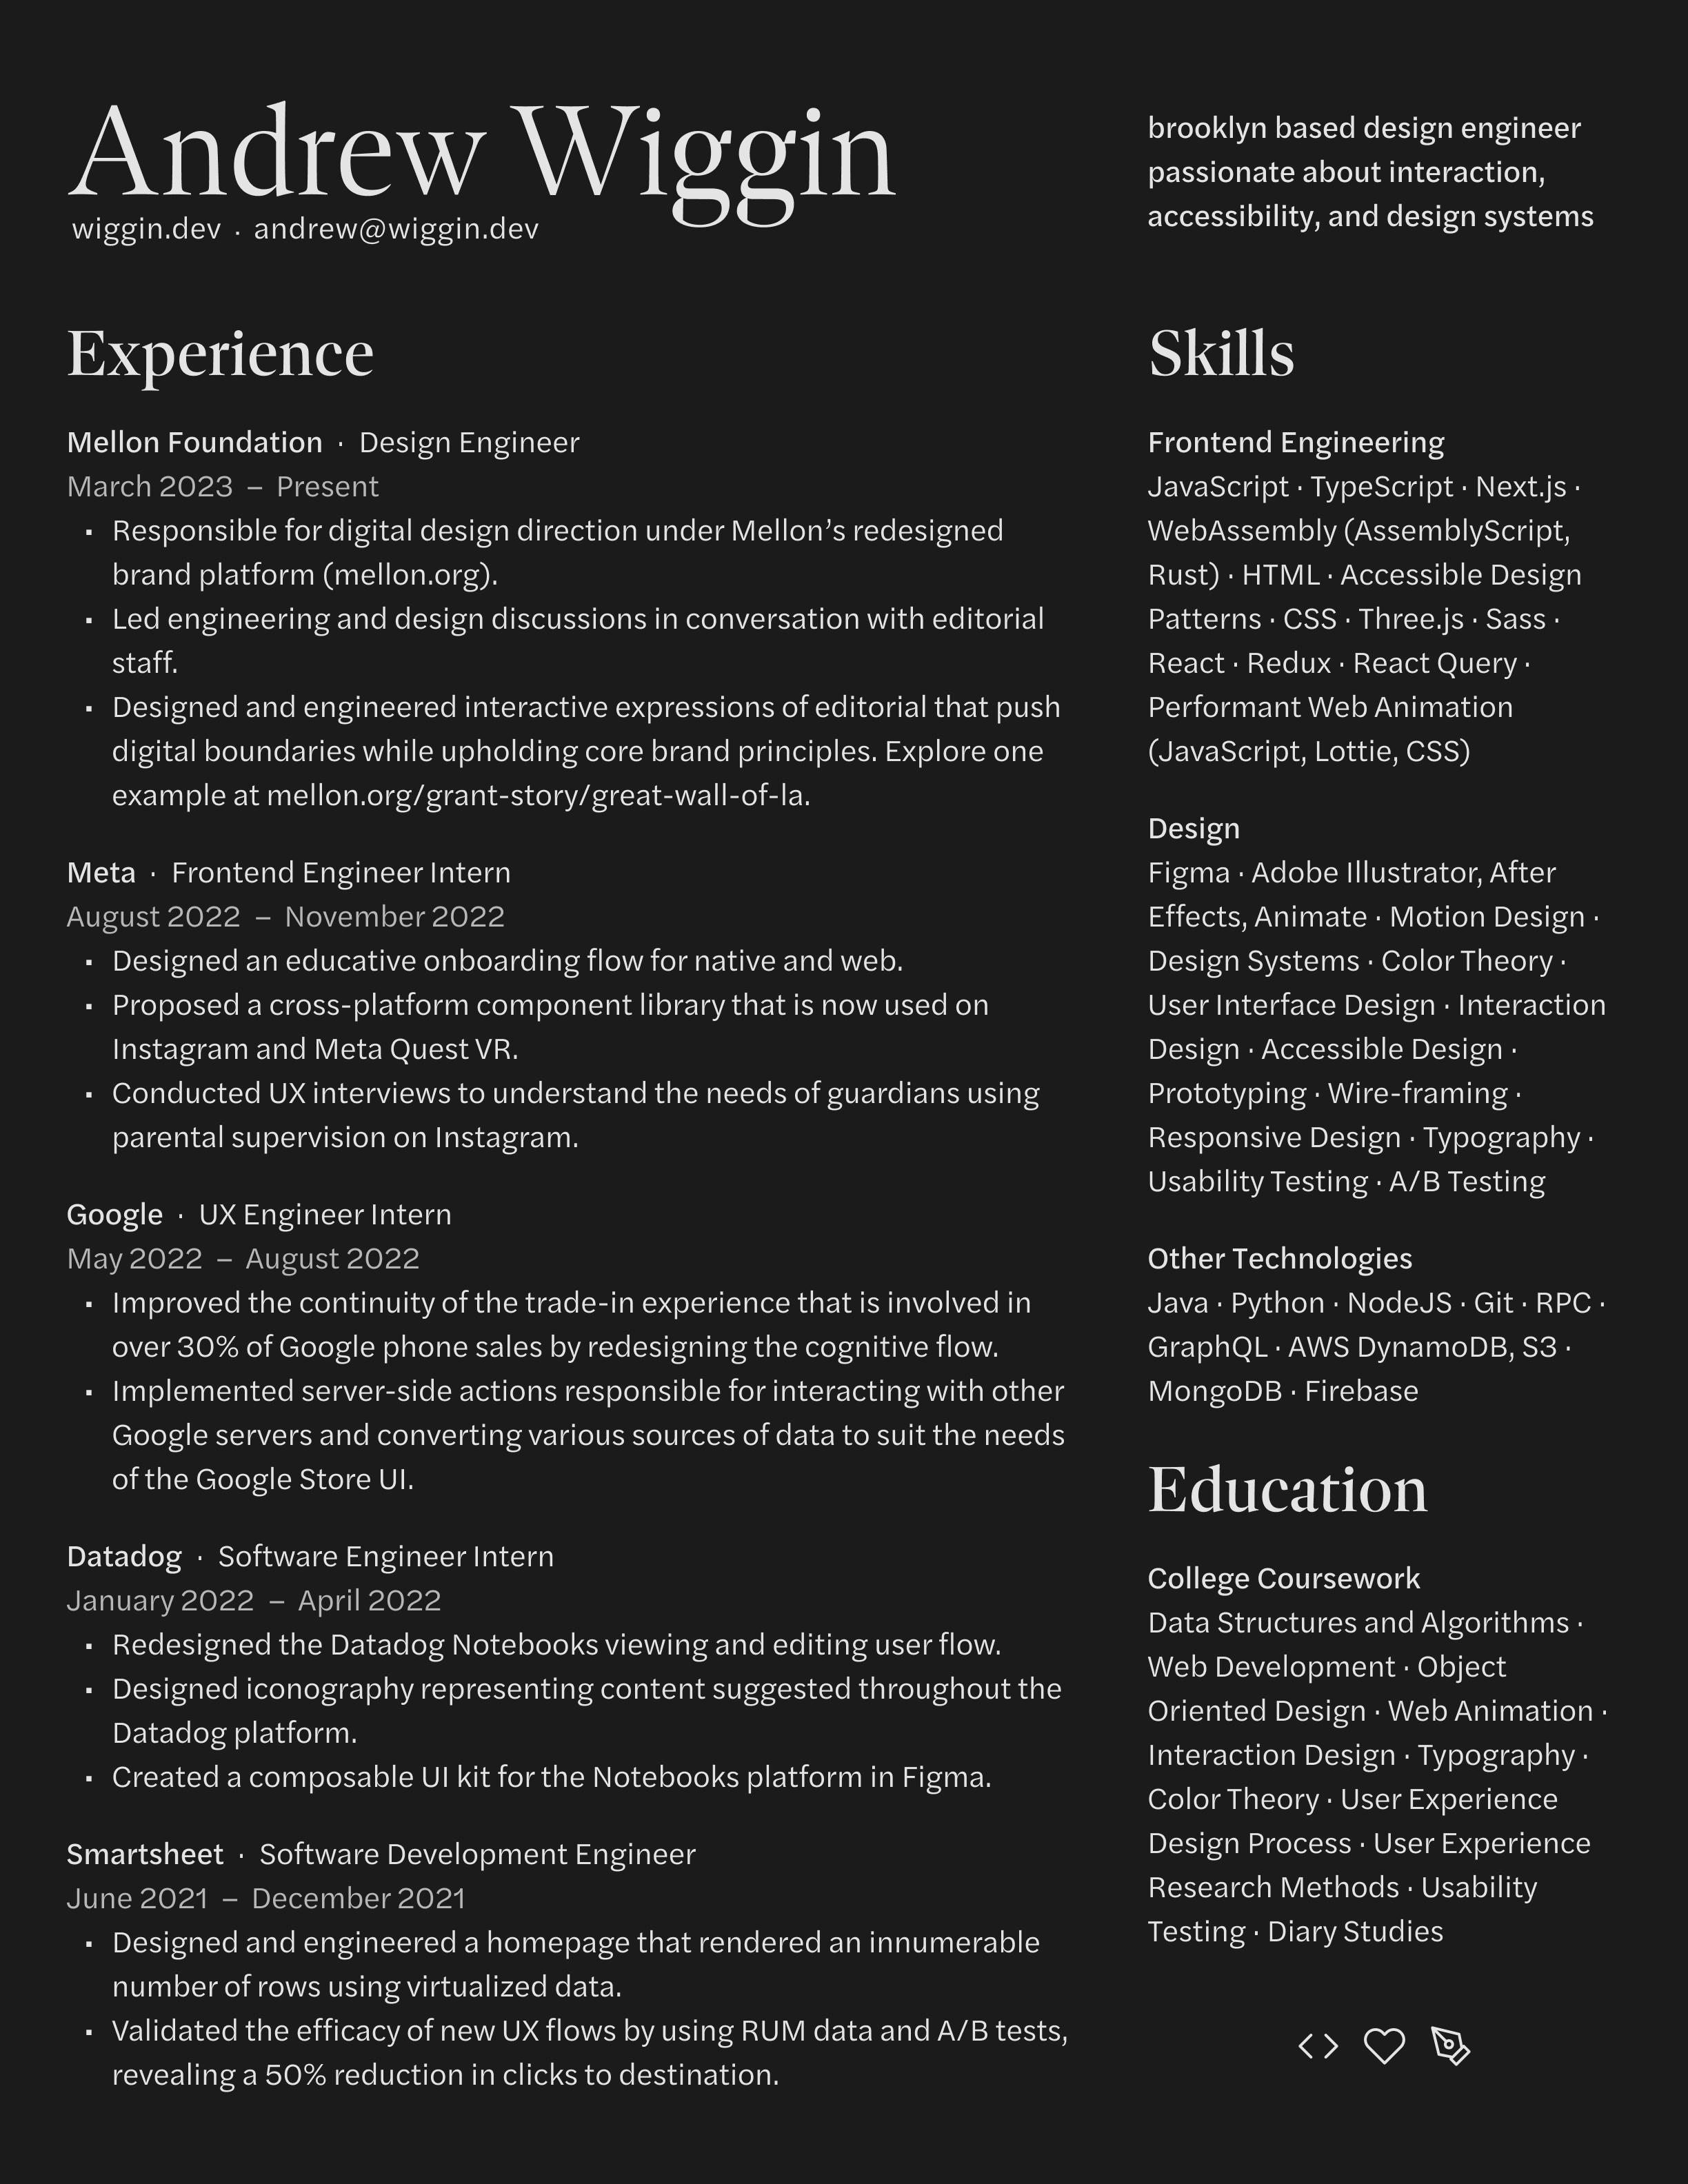 Andrew Wiggin
wiggin.dev · andrew@wiggin.dev
brooklyn based design engineer
passionate about interaction,
accessibility, and design systems
Experience
Mellon Foundation · Design Engineer
March 2023 – Present
▪ Responsible for digital design direction under Mellon’s redesigned
brand platform (mellon.org).
▪ Led engineering and design discussions in conversation with editorial
staff.
▪ Designed and engineered interactive expressions of editorial that push
digital boundaries while upholding core brand principles. Explore one
example at mellon.org/grant-story/great-wall-of-la.
Meta · Frontend Engineer Intern
August 2022 – November 2022
▪ Designed an educative onboarding flow for native and web.
▪ Proposed a cross-platform component library that is now used on
Instagram and Meta Quest VR.
▪ Conducted UX interviews to understand the needs of guardians using
parental supervision on Instagram.
Google · UX Engineer Intern
May 2022 – August 2022
▪ Improved the continuity of the trade-in experience that is involved in
over 30% of Google phone sales by redesigning the cognitive flow.
▪ Implemented server-side actions responsible for interacting with other
Google servers and converting various sources of data to suit the needs
of the Google Store UI.
Datadog · Software Engineer Intern
January 2022 – April 2022
▪ Redesigned the Datadog Notebooks viewing and editing user flow.
▪ Designed iconography representing content suggested throughout the
Datadog platform.
▪ Created a composable UI kit for the Notebooks platform in Figma.
Smartsheet · Software Development Engineer
June 2021 – December 2021
▪ Designed and engineered a homepage that rendered an innumerable
number of rows using virtualized data.
▪ Validated the efficacy of new UX flows by using RUM data and A/B tests,
revealing a 50% reduction in clicks to destination.
Skills
Frontend Engineering
JavaScript · TypeScript · Next.js ·
WebAssembly (AssemblyScript,
Rust) · HTML · Accessible Design
Patterns · CSS · Three.js · Sass ·
React · Redux · React Query ·
Performant Web Animation
(JavaScript, Lottie, CSS)
Design
Figma · Adobe Illustrator, After
Effects, Animate · Motion Design ·
Design Systems · Color Theory ·
User Interface Design · Interaction
Design · Accessible Design ·
Prototyping · Wire-framing ·
Responsive Design · Typography ·
Usability Testing · A/B Testing
Other Technologies
Java · Python · NodeJS · Git · RPC ·
GraphQL · AWS DynamoDB, S3 ·
MongoDB · Firebase
Education
College Coursework
Data Structures and Algorithms ·
Web Development · Object
Oriented Design · Web Animation ·
Interaction Design · Typography ·
Color Theory · User Experience
Design Process · User Experience
Research Methods · Usability
Testing · Diary Studies